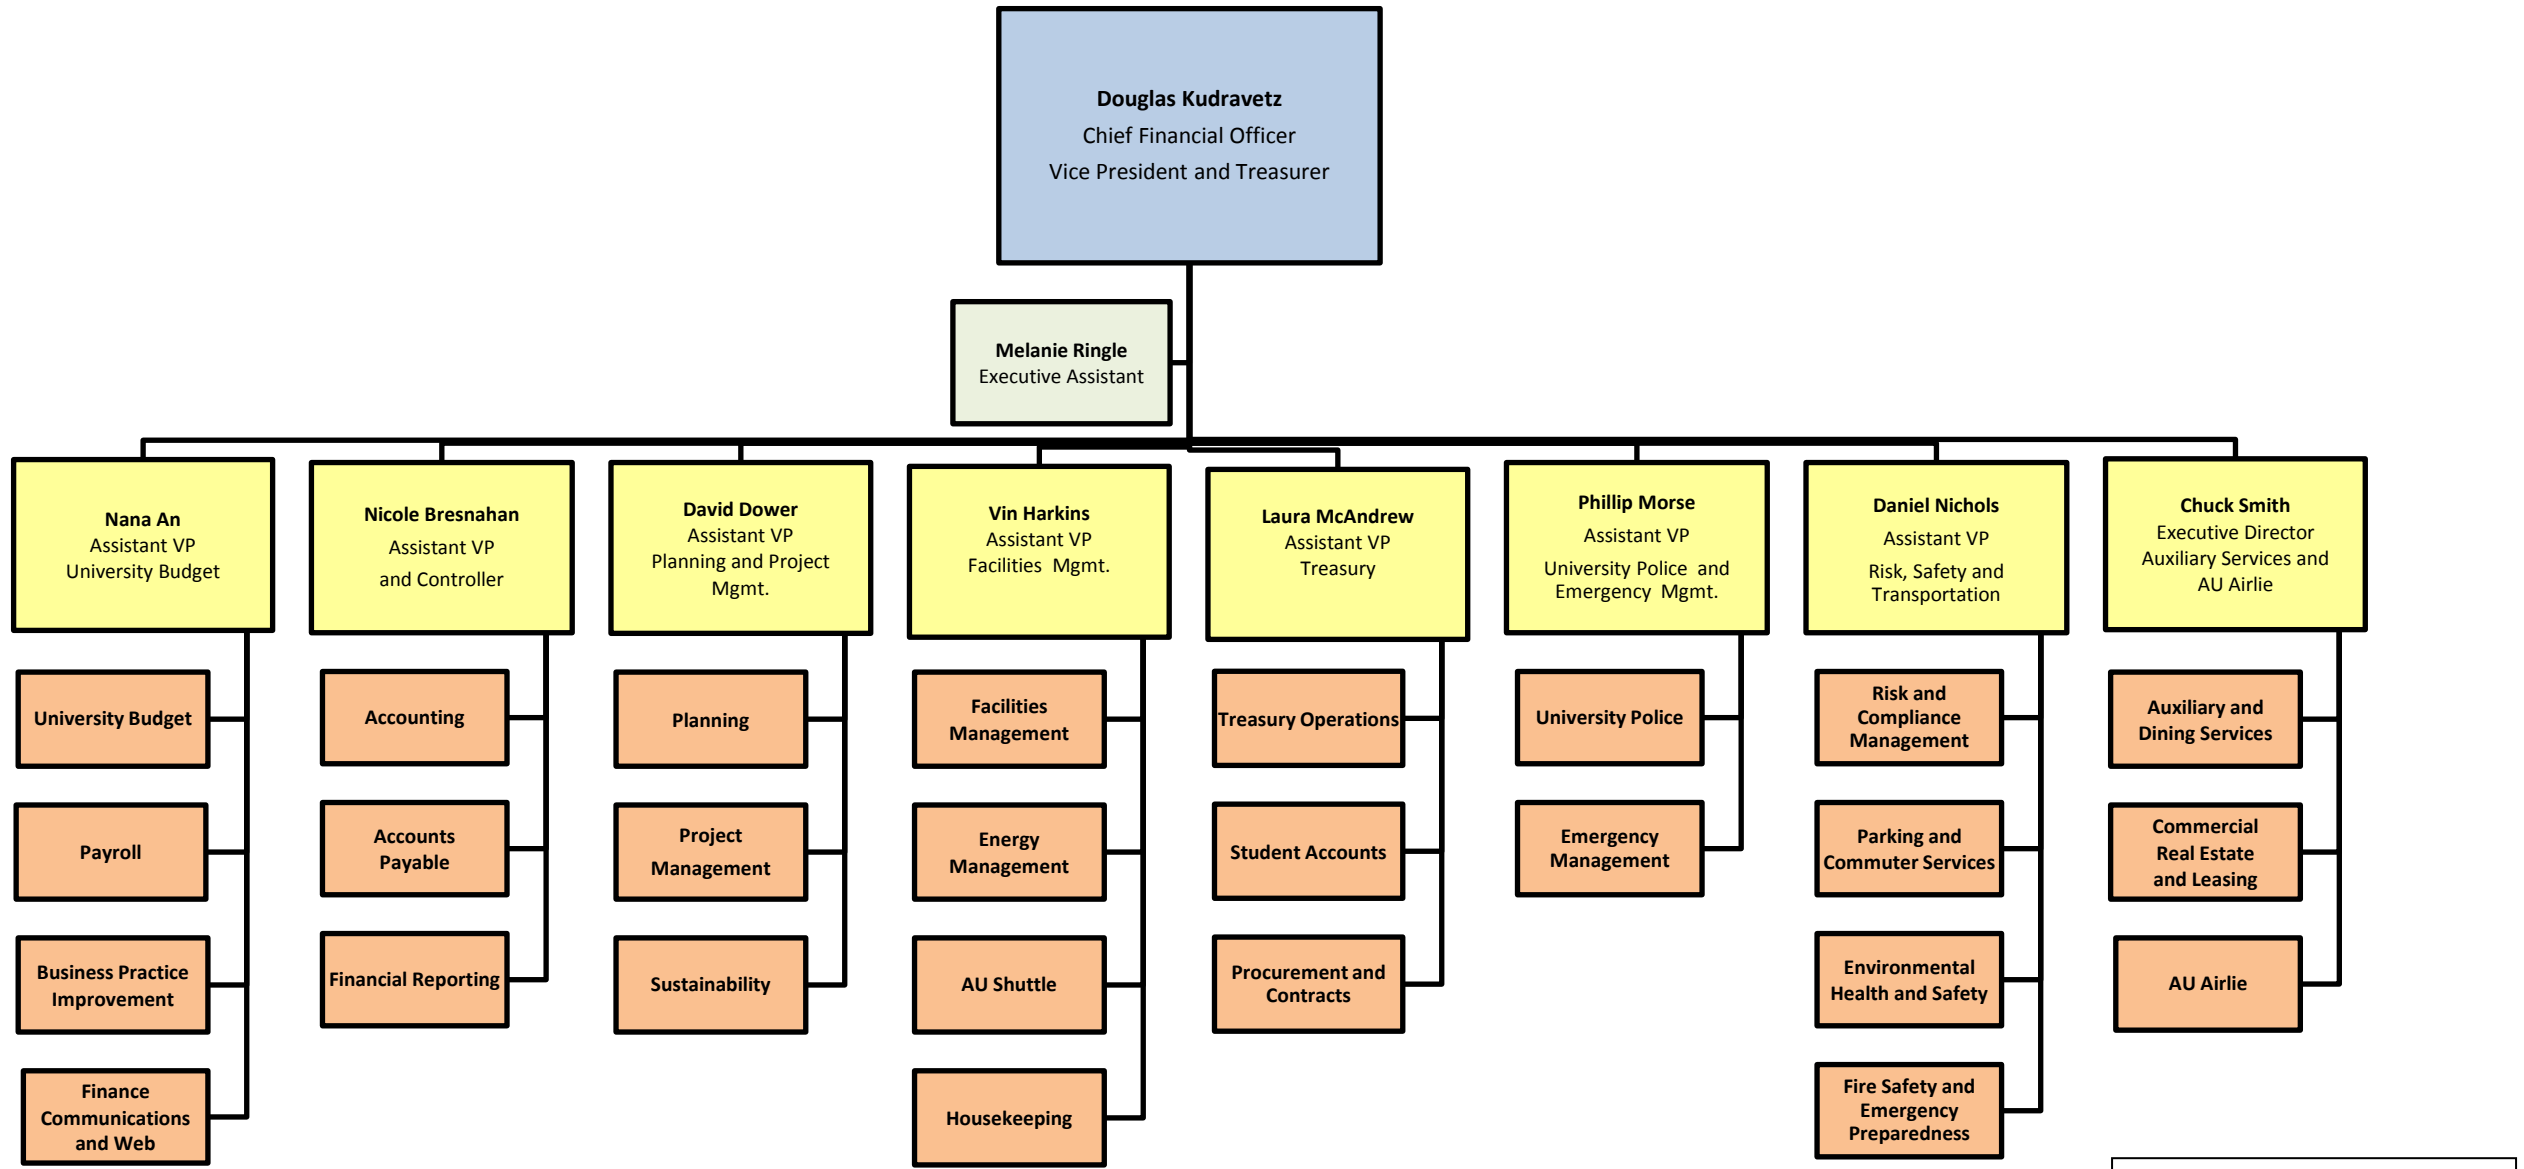 Douglas Kudravetz
Chief Financial Officer
Vice President and Treasurer
Melanie Ringle
Executive Assistant
Nana An
Assistant VP
University Budget
Nicole Bresnahan
Assistant VP
and Controller
David Dower
Assistant VP
Planning and Project
Mgmt.
Vin Harkins
Assistant VP
Facilities Mgmt.
Laura McAndrew
Assistant VP
Treasury
Phillip Morse
Assistant VP
University Police and
Emergency Mgmt.
Daniel Nichols
Assistant VP
Risk, Safety and
Transportation
Chuck Smith
Executive Director
Auxiliary Services and
AU Airlie
University Budget
Payroll
Business Practice
Improvement
Finance
Communications
and Web
Accounting
Accounts
Payable
Financial Reporting
Planning
Project
Management
Sustainability
Facilities
Management
Energy
Management
AU Shuttle
Housekeeping
Treasury Operations
Student Accounts
Procurement and
Contracts
University Police
Emergency
Management
Risk and
Compliance
Management
Parking and
Commuter Services
Environmental
Health and Safety
Fire Safety and
Emergency
Preparedness
Auxiliary and
Dining Services
Commercial
Real Estate
and Leasing
AU Airlie